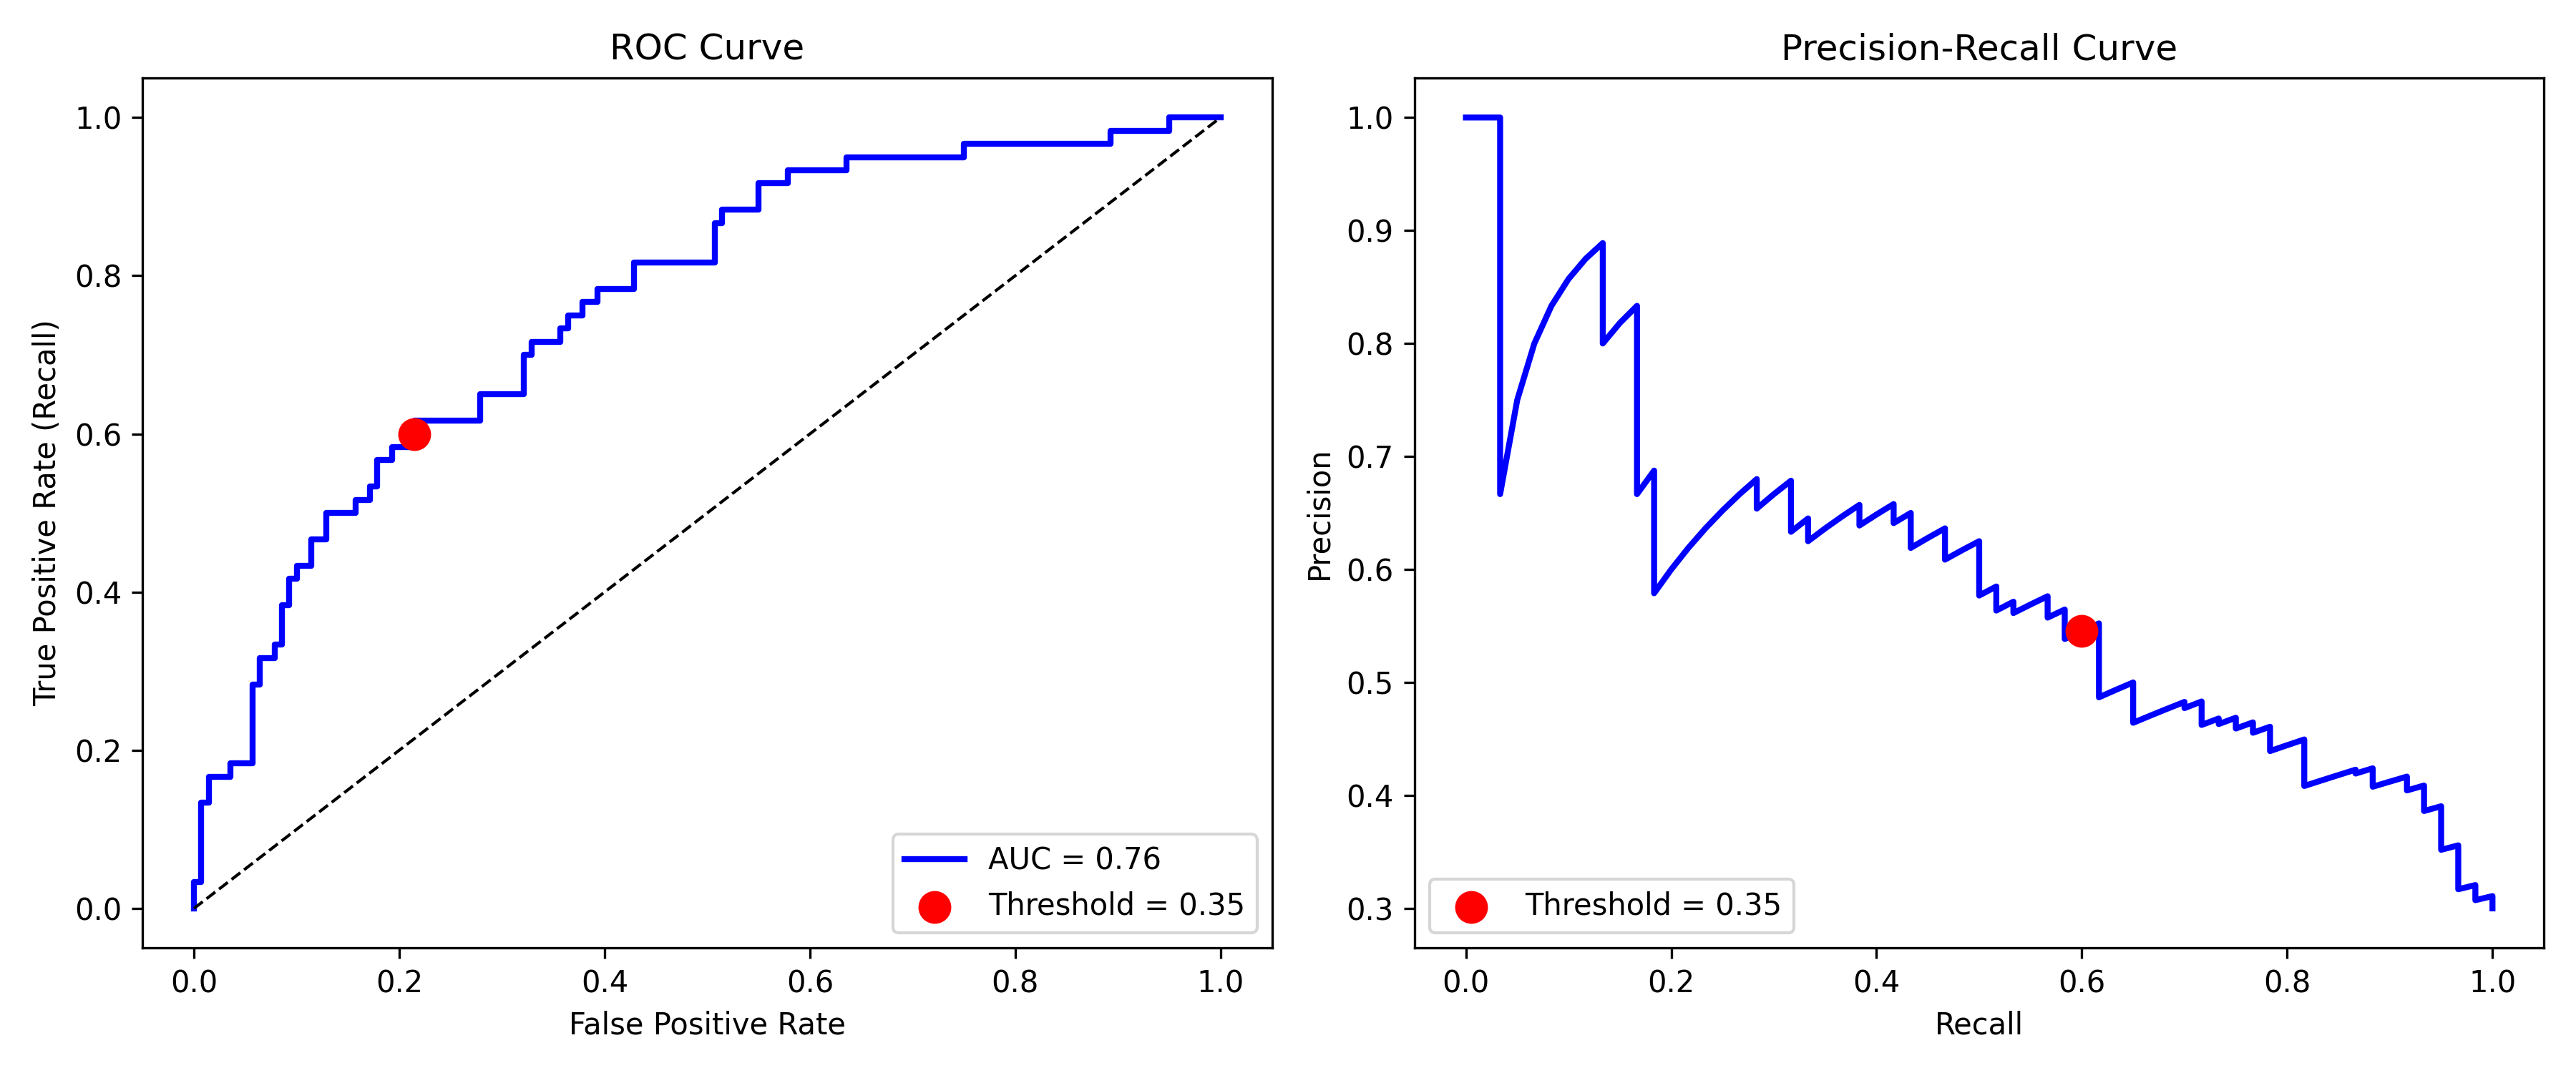 ROC Curve
True Positive Rate (Recall)
1.0
0.8
0.6
0.4
0.2
0.0
0.0 0.2 0.4 0.6 0.8 1.0
False Positive Rate
AUC = 0.76
Threshold = 0.35
Precision-Recall Curve
Precision
1.0
0.9
0.8
0.7
0.6
0.5
0.4
0.3
0.0 0.2 0.4 0.6 0.8 1.0
Recall
Threshold = 0.35